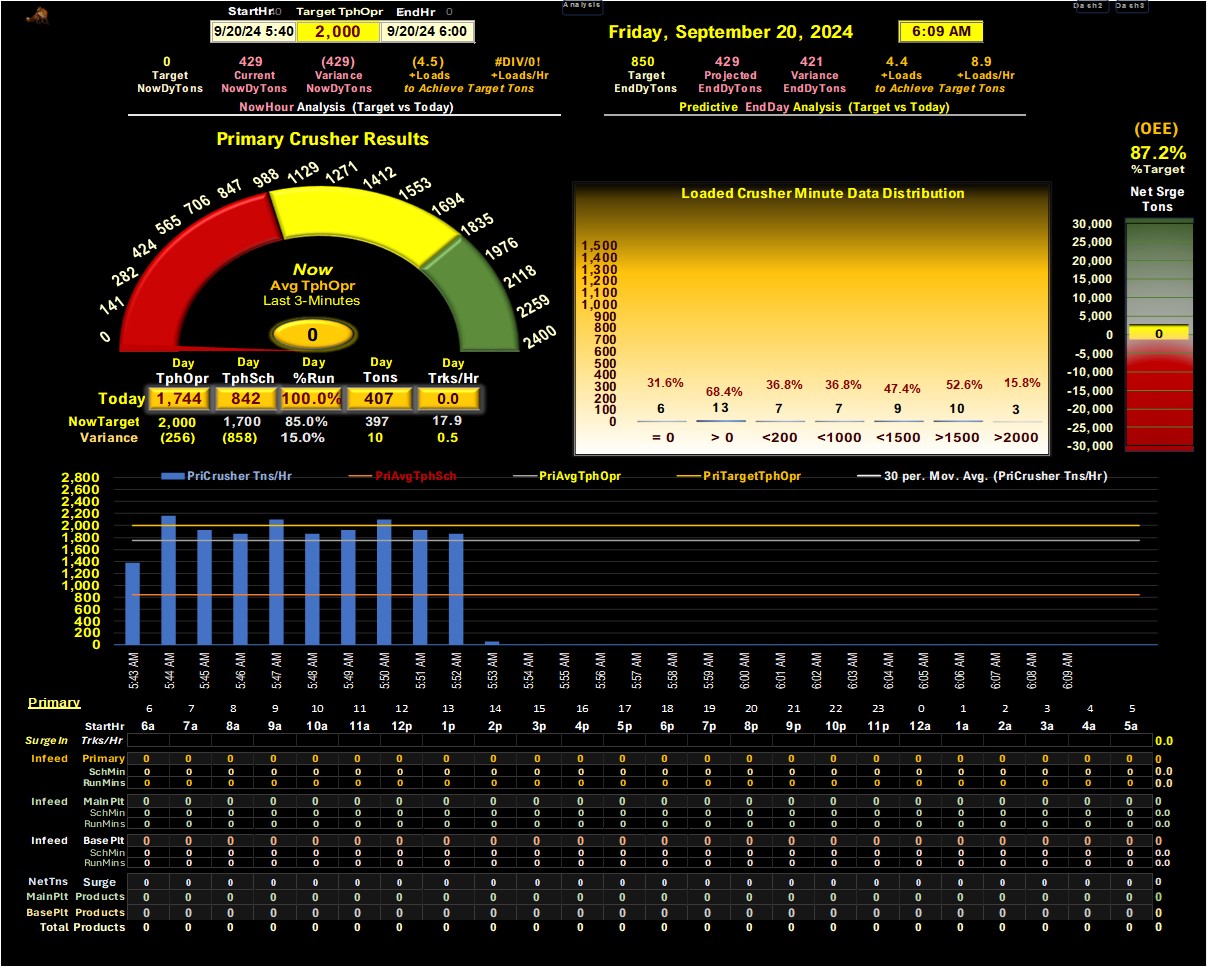 Analysis
Dash2 Dash3
StartHr 0 Target TphOpr EndHr 0
9/20/24 5:40 2,000 9/20/24 6:00
Friday, September 20, 2024 6:09 AM
0 429 (429) (4.5) #DIV/0!
Target Current Variance +Loads +Loads/Hr
NowDyTons NowDyTons NowDyTons to Achieve Target Tons
NowHour Analysis (Target vs Today)
850 429 421 4.4 8.9
Target Projected Variance +Loads +Loads/Hr
EndDyTons EndDyTons EndDyTons to Achieve Target Tons
Predictive EndDay Analysis (Target vs Today)
(OEE)
87.2%
%Target
Net Srge
Tons
30,000
25,000
20,000
15,000
10,000
5,000
0
-5,000
-10,000
-15,000
-20,000
-25,000
-30,000
0
Primary Crusher Results
0 141 282 424 565 706 847 988 1129 1271 1412 1553 1694 1835 1976 2118 2259 2400
Now
Avg TphOpr
Last 3-Minutes
0
Day Day Day Day Day
TphOpr TphSch %Run Tons Trks/Hr
Today 1,744 842 100.0% 407 0.0
NowTarget 2,000 1,700 85.0% 397 17.9
Variance (256) (858) 15.0% 10 0.5
Loaded Crusher Minute Data Distribution
1,500
1,400
1,300
1,200
1,100
1,000
900
800
700
600
500
400
300
200
100
0
31.6% 68.4% 36.8% 36.8% 47.4% 52.6% 15.8%
6 13 7 7 9 10 3
= 0 > 0 <200 <1000 <1500 >1500 >2000
PriCrusher Tns/Hr PriAvgTphSch PriAvgTphOpr PriTargetTphOpr 30 per. Mov. Avg. (PriCrusher Tns/Hr)
2,800
2,600
2,400
2,200
2,000
1,800
1,600
1,400
1,200
1,000
800
600
400
200
0
5:43 AM 5:44 AM 5:45 AM 5:46 AM 5:47 AM 5:48 AM 5:49 AM 5:50 AM 5:51 AM 5:52 AM 5:53 AM 5:54 AM 5:55 AM 5:56 AM 5:57 AM 5:58 AM 5:59 AM 6:00 AM 6:01 AM 6:02 AM 6:03 AM 6:04 AM 6:05 AM 6:06 AM 6:07 AM 6:08 AM 6:09 AM
Primary 6 7 8 9 10 11 12 13 14 15 16 17 18 19 20 21 22 23 0 1 2 3 4 5
StartHr 6a 7a 8a 9a 10a 11a 12p 1p 2p 3p 4p 5p 6p 7p 8p 9p 10p 11p 12a 1a 2a 3a 4a 5a
SurgeIn Trks/Hr 0.0
Infeed Primary 0 0 0 0 0 0 0 0 0 0 0 0 0 0 0 0 0 0 0 0 0 0 0 0 0
SchMin 0 0 0 0 0 0 0 0 0 0 0 0 0 0 0 0 0 0 0 0 0 0 0 0 0.0
RunMins 0 0 0 0 0 0 0 0 0 0 0 0 0 0 0 0 0 0 0 0 0 0 0 0 0.0
Infeed MainPlt 0 0 0 0 0 0 0 0 0 0 0 0 0 0 0 0 0 0 0 0 0 0 0 0 0
SchMin 0 0 0 0 0 0 0 0 0 0 0 0 0 0 0 0 0 0 0 0 0 0 0 0 0.0
RunMins 0 0 0 0 0 0 0 0 0 0 0 0 0 0 0 0 0 0 0 0 0 0 0 0 0.0
Infeed BasePlt 0 0 0 0 0 0 0 0 0 0 0 0 0 0 0 0 0 0 0 0 0 0 0 0 0
SchMin 0 0 0 0 0 0 0 0 0 0 0 0 0 0 0 0 0 0 0 0 0 0 0 0 0.0
RunMins 0 0 0 0 0 0 0 0 0 0 0 0 0 0 0 0 0 0 0 0 0 0 0 0 0.0
NetTns Surge 0 0 0 0 0 0 0 0 0 0 0 0 0 0 0 0 0 0 0 0 0 0 0 0 0
MainPlt Products 0 0 0 0 0 0 0 0 0 0 0 0 0 0 0 0 0 0 0 0 0 0 0 0 0
BasePlt Products 0 0 0 0 0 0 0 0 0 0 0 0 0 0 0 0 0 0 0 0 0 0 0 0 0
Total Products 0 0 0 0 0 0 0 0 0 0 0 0 0 0 0 0 0 0 0 0 0 0 0 0 0